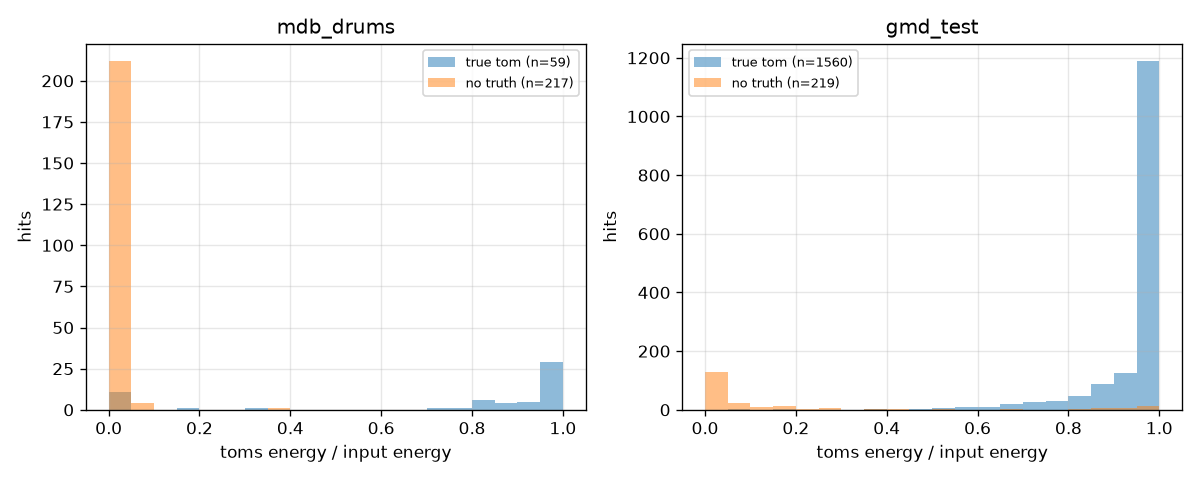 mdb_drums
200
175
150
125
100
75
50
25
0
hits
true tom (n=59)
no truth (n=217)
0.0 0.2 0.4 0.6 0.8 1.0
toms energy / input energy
gmd_test
1200
1000
800
600
400
200
0
hits
true tom (n=1560)
no truth (n=219)
0.0 0.2 0.4 0.6 0.8 1.0
toms energy / input energy